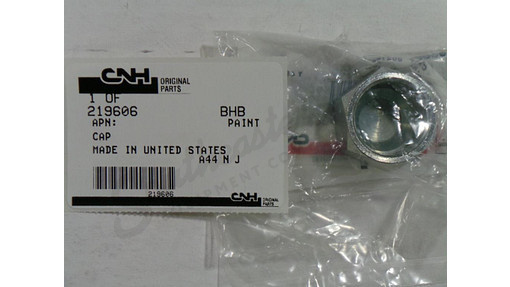 CNH ORIGINAL PARTS
1 OF
219606 BHB
APN: PAINT
CAP
MADE IN UNITED STATES
A44 N J
219606
CNH ORIGINAL PARTS